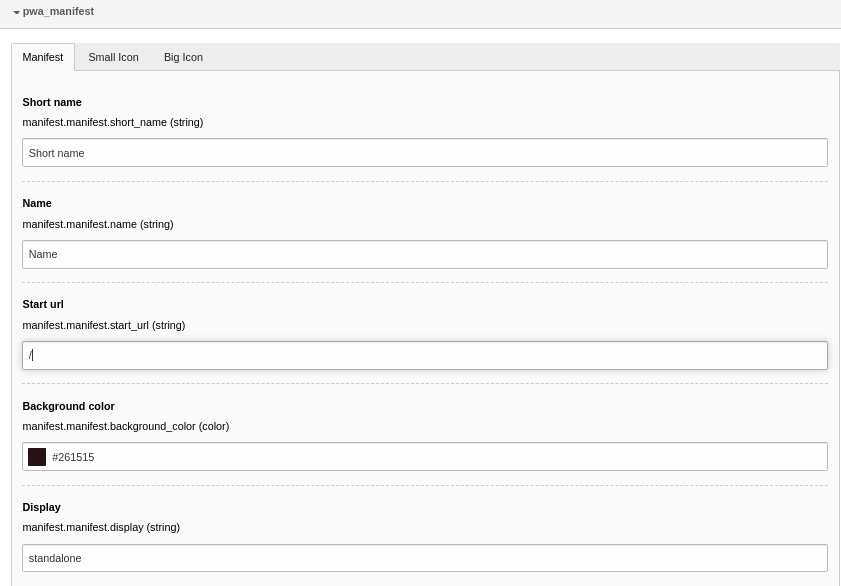 pwa_manifest
Manifest Small Icon Big Icon
Short name
manifest.manifest.short_name (string)
Short name
Name
manifest.manifest.name (string)
Name
Start url
manifest.manifest.start_url (string)
/
Background color
manifest.manifest.background_color (color)
#261515
Display
manifest.manifest.display (string)
standalone